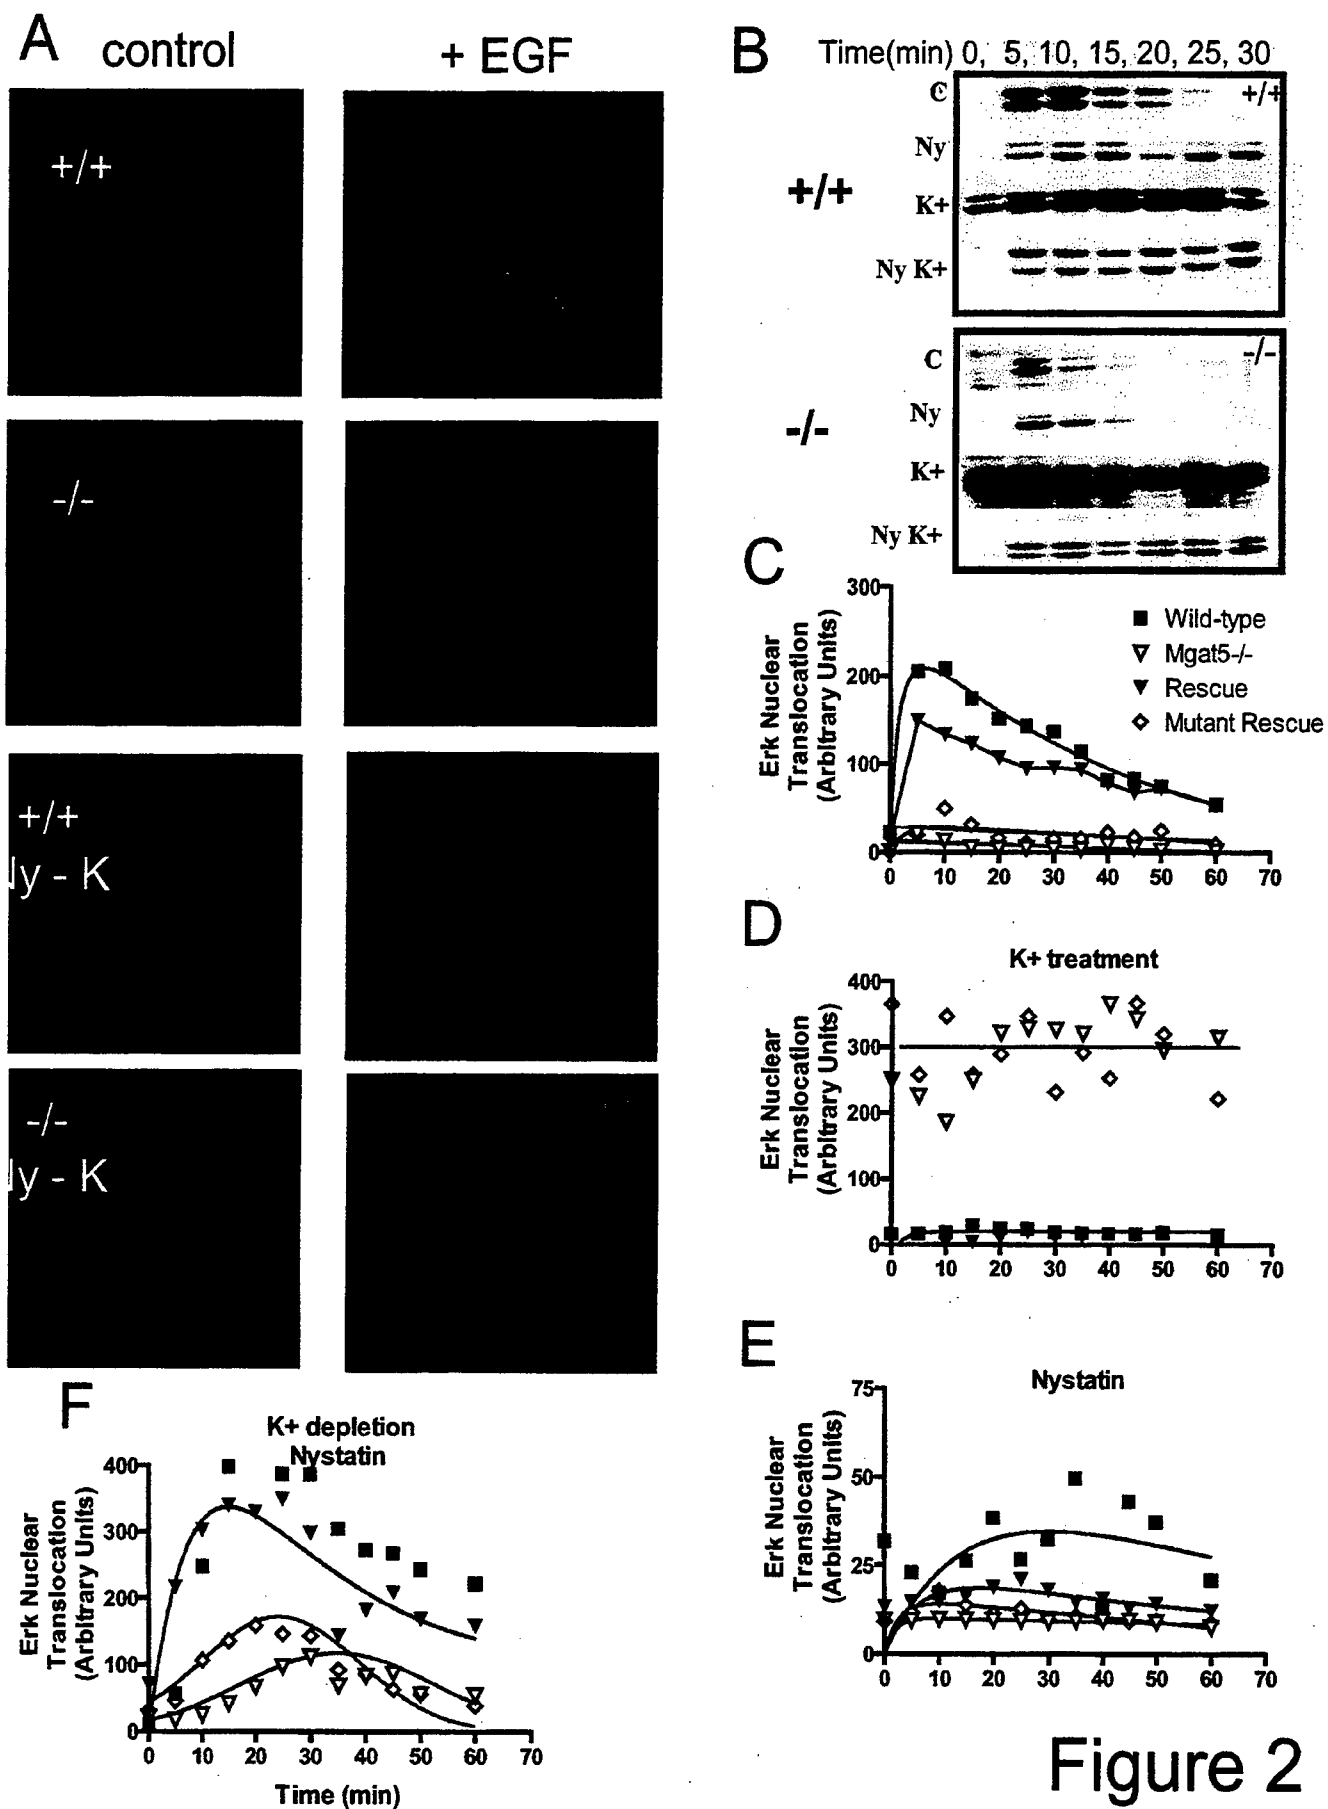 A
control
+ EGF
+/+
-/-
+/+
Ny - K
-/-
Ny - K
B
Time(min) 0, 5, 10, 15, 20, 25, 30
+/+
C
+/+
Ny
K+
Ny K+
-/-
C
-/-
Ny
K+
Ny K+
C
Erk Nuclear
Translocation
(Arbitrary Units)
300
200
100
0
0 10 20 30 40 50 60 70
Wild-type
Mgat5-/-
Rescue
Mutant Rescue
D
K+ treatment
Erk Nuclear
Translocation
(Arbitrary Units)
400
300
200
100
0
0 10 20 30 40 50 60 70
E
Nystatin
Erk Nuclear
Translocation
(Arbitrary Units)
75
50
25
0
0 10 20 30 40 50 60 70
F
K+ depletion
Nystatin
Erk Nuclear
Translocation
(Arbitrary Units)
400
300
200
100
0
0 10 20 30 40 50 60 70
Time (min)
Figure 2